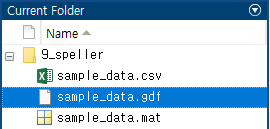 Current Folder
Name
9_speller
sample_data.csv
sample_data.gdf
sample_data.mat